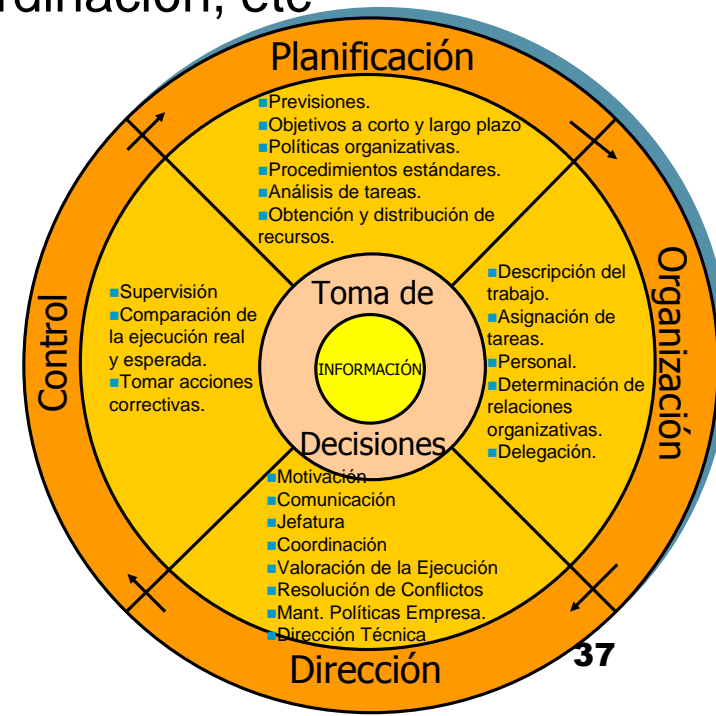 rdinación, etc
Planificación
■Previsiones.
■Objetivos a corto y largo plazo
■Políticas organizativas.
■Procedimientos estándares.
■Análisis de tareas.
■Obtención y distribución de
recursos.
Organización
■Descripción del
trabajo.
■Asignación de
tareas.
■Personal.
■Determinación de
relaciones
organizativas.
■Delegación.
Control
■Supervisión
■Comparación de
la ejecución real
y esperada.
■Tomar acciones
correctivas.
Toma de
INFORMACIÓN
Decisiones
■Motivación
■Comunicación
■Jefatura
■Coordinación
■Valoración de la Ejecución
■Resolución de Conflictos
■Mant. Políticas Empresa.
■Dirección Técnica
Dirección
37